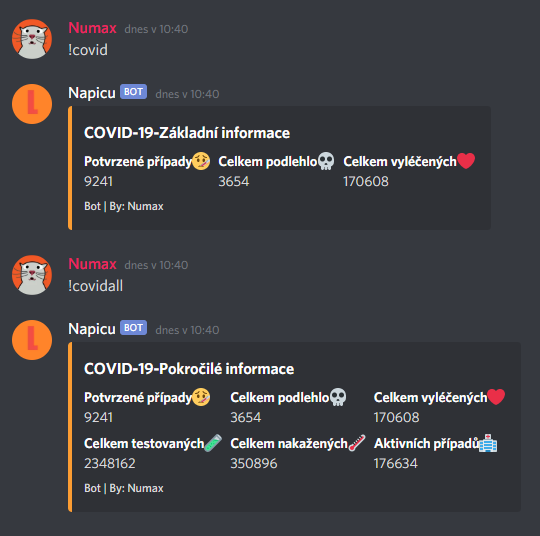 Numax dnes v 10:40
!covid
Napicu BOT dnes v 10:40
COVID-19-Základní informace
Potvrzené případy🤒 Celkem podlehlo💀 Celkem vyléčených❤️
9241 3654 170608
Bot | By: Numax
Numax dnes v 10:40
!covidall
Napicu BOT dnes v 10:40
COVID-19-Pokročilé informace
Potvrzené případy🤒 Celkem podlehlo💀 Celkem vyléčených❤️
9241 3654 170608
Celkem testovaných🧪 Celkem nakažených🌡️ Aktivních případů🏥
2348162 350896 176634
Bot | By: Numax